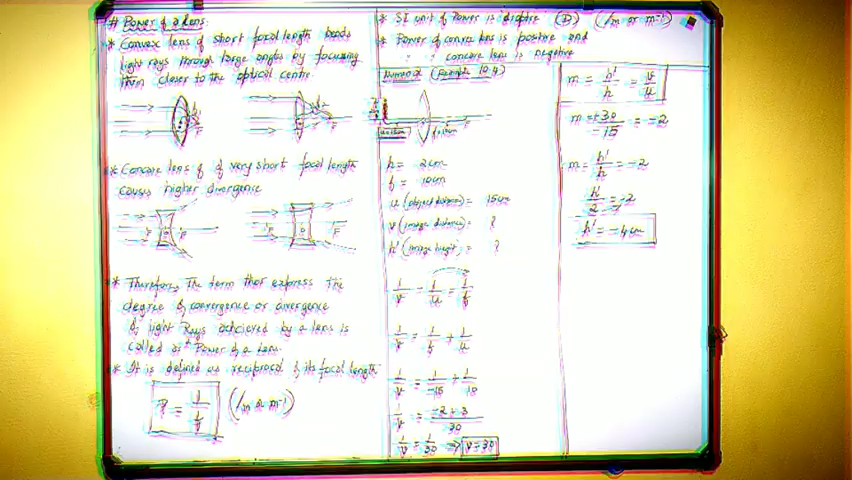 # Power of a Lens:
* Convex lens of short focal length bends
light rays through large angles by focussing
them closer to the optical centre.
* Concave lens of of very short focal length
causes higher divergence
* Therefore, the term that express the
degree of convergence or divergence
of light Rays achieved by a lens is
called as Power of a Lens.
* It is defined as reciprocal of its focal length
P = 1/f (/m or m⁻¹)
* SI unit of Power is dioptre (D) (/m or m⁻¹)
* Power of convex lens is positive and
" " concave lens is negative
Numerical (Example 10.4)
h = 2cm
f = 10cm
u (object distance) = 15cm
v (image distance) = ?
h' (image height) = ?
1/v - 1/u = 1/f
1/v = 1/f + 1/u
1/v = 1/-15 + 1/10
1/v = -2+3/30
1/v = 1/30 => v = 30
m = h'/h = v/u
m = +30/-15 = -2
m = h'/h = -2
h'/2 = -2
h' = -4cm